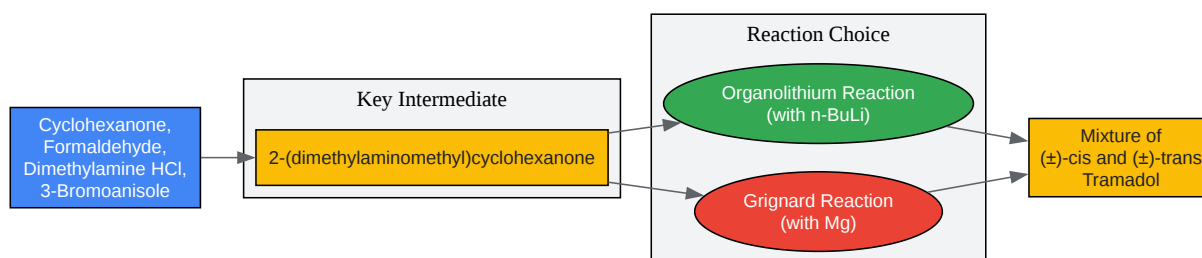 Cyclohexanone,
Formaldehyde,
Dimethylamine HCl,
3-Bromoanisole
Key Intermediate
2-(dimethylaminomethyl)cyclohexanone
Reaction Choice
Organolithium Reaction
(with n-BuLi)
Grignard Reaction
(with Mg)
Mixture of
(±)-cis and (±)-trans
Tramadol